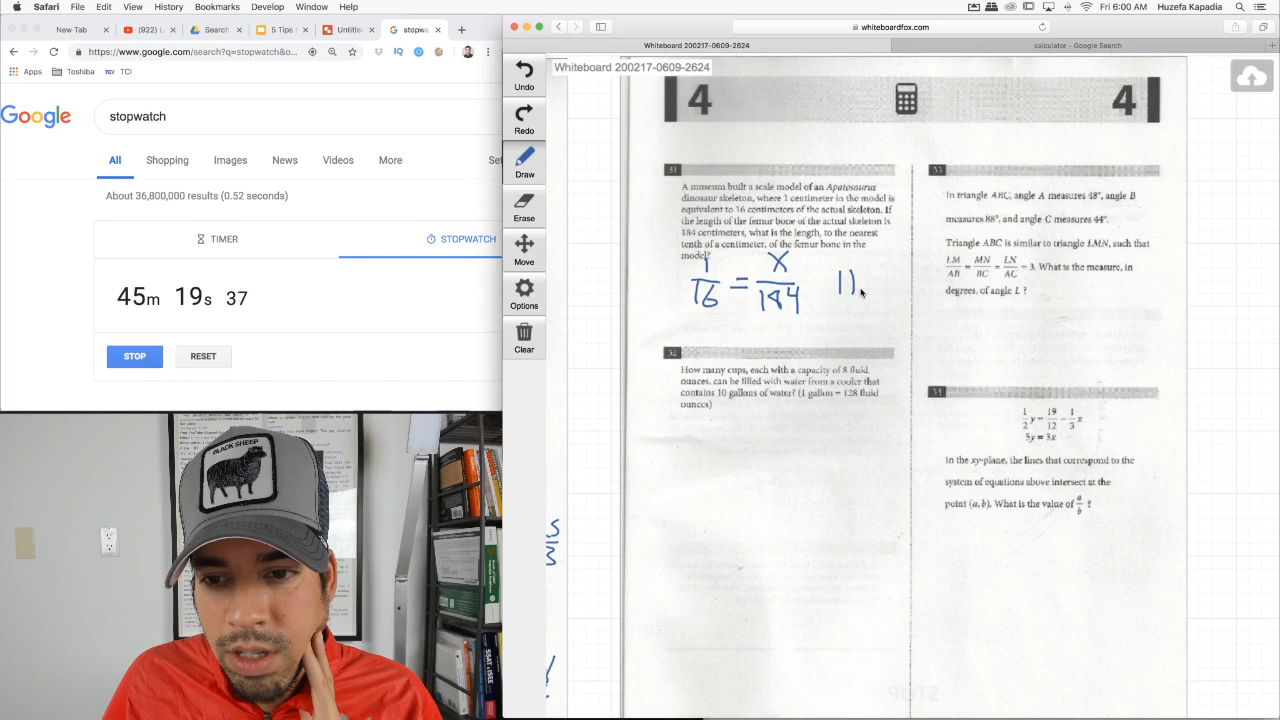 Safari File Edit View History Bookmarks Develop Window Help
Fri 6:00 AM Huzefa Kapadia
New Tab
(922)
Search
5 Tips
Untitle
stopwa
https://www.google.com/search?q=stopwatch&o...
Apps Toshiba TCI TCI
Google
stopwatch
All Shopping Images News Videos More Set
About 36,800,000 results (0.52 seconds)
TIMER STOPWATCH
45m 19s 37
STOP RESET
BLACK SHEEP
SSAT & ISEE
whiteboardfox.com
Whiteboard 200217-0609-2624
calculator - Google Search
Whiteboard 200217-0609-2624
Undo
Redo
Draw
Erase
Move
Options
Clear
4 4
31
A museum built a scale model of an Apatosaurus
dinosaur skeleton, where 1 centimeter in the model is
equivalent to 16 centimeters of the actual skeleton. If
the length of the femur bone of the actual skeleton is
184 centimeters, what is the length, to the nearest
tenth of a centimeter, of the femur bone in the
model?
1/16 = x/184 11
32
How many cups, each with a capacity of 8 fluid
ounces, can be filled with water from a cooler that
contains 10 gallons of water? (1 gallon = 128 fluid
ounces)
33
In triangle ABC, angle A measures 48°, angle B
measures 88°, and angle C measures 44°.
Triangle ABC is similar to triangle LMN, such that
LM/AB = MN/BC = LN/AC = 3. What is the measure, in
degrees, of angle L ?
34
1/2 y = 19/12 - 1/3 x
5y = 3x
In the xy-plane, the lines that correspond to the
system of equations above intersect at the
point (a, b). What is the value of a/b ?